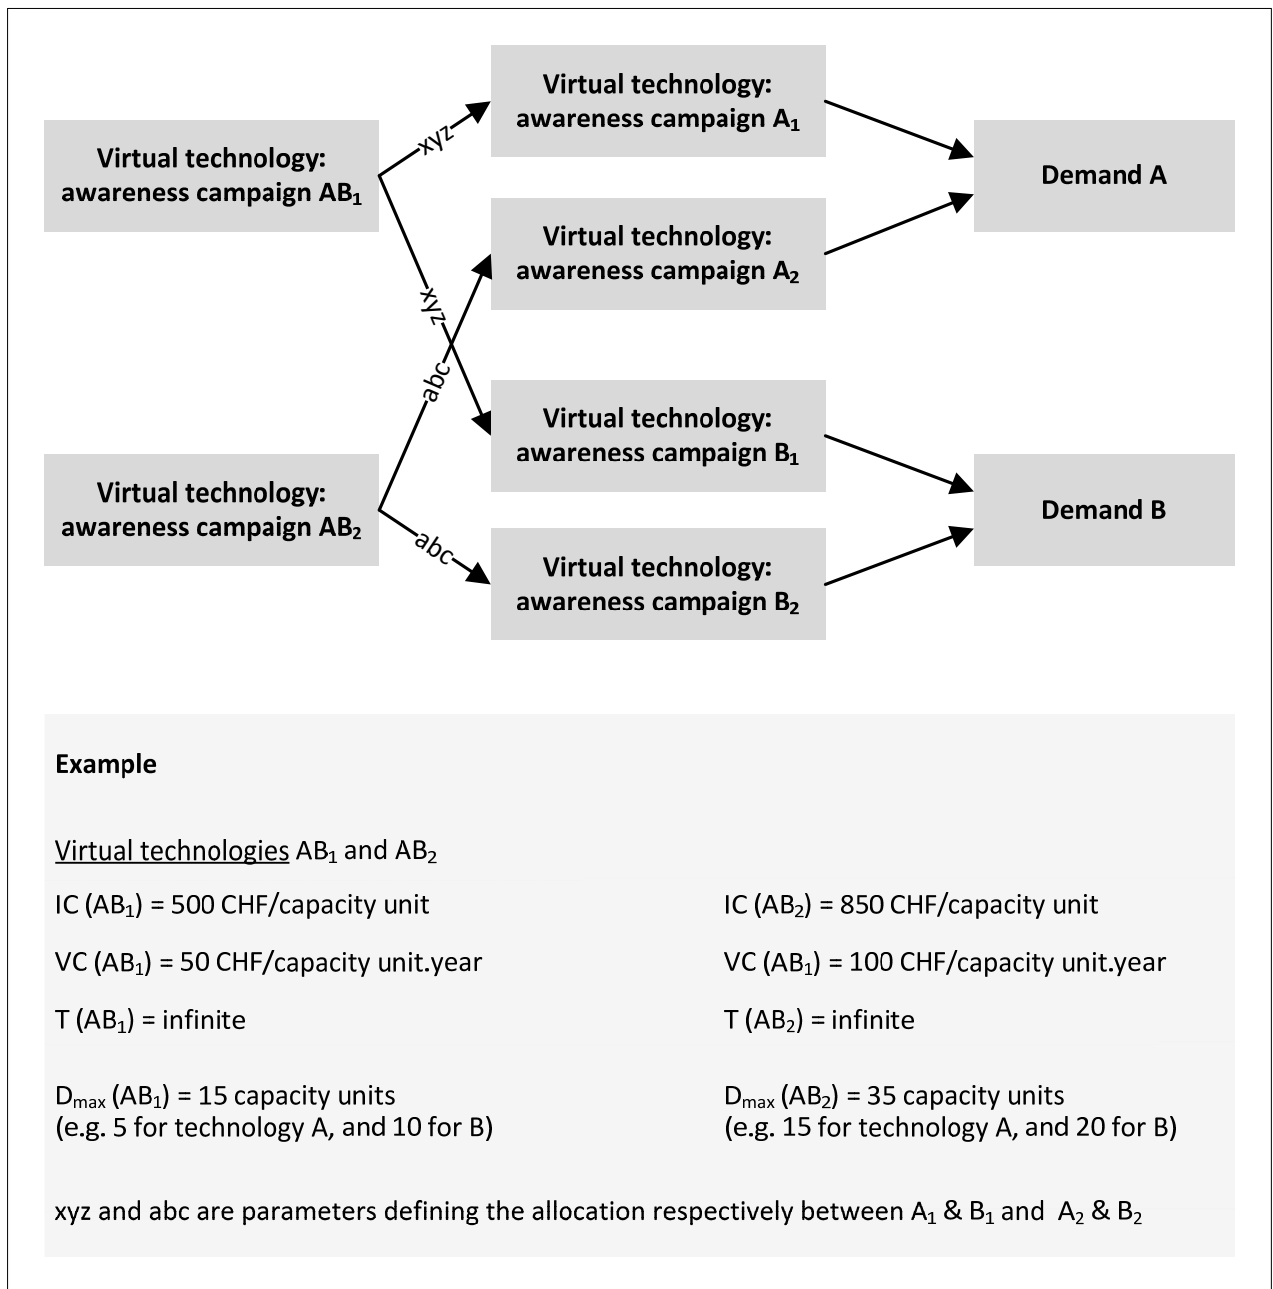 Virtual technology:
awareness campaign A₁
Virtual technology:
awareness campaign AB₁
xyz
Demand A
Virtual technology:
awareness campaign A₂
xyz
abc
Virtual technology:
awareness campaign B₁
Virtual technology:
awareness campaign AB₂
Demand B
abc
Virtual technology:
awareness campaign B₂
Example
Virtual technologies AB₁ and AB₂
IC (AB₁) = 500 CHF/capacity unit
IC (AB₂) = 850 CHF/capacity unit
VC (AB₁) = 50 CHF/capacity unit.year
VC (AB₁) = 100 CHF/capacity unit.year
T (AB₁) = infinite
T (AB₂) = infinite
Dₘₐₓ (AB₁) = 15 capacity units
(e.g. 5 for technology A, and 10 for B)
Dₘₐₓ (AB₂) = 35 capacity units
(e.g. 15 for technology A, and 20 for B)
xyz and abc are parameters defining the allocation respectively between A₁ & B₁ and A₂ & B₂